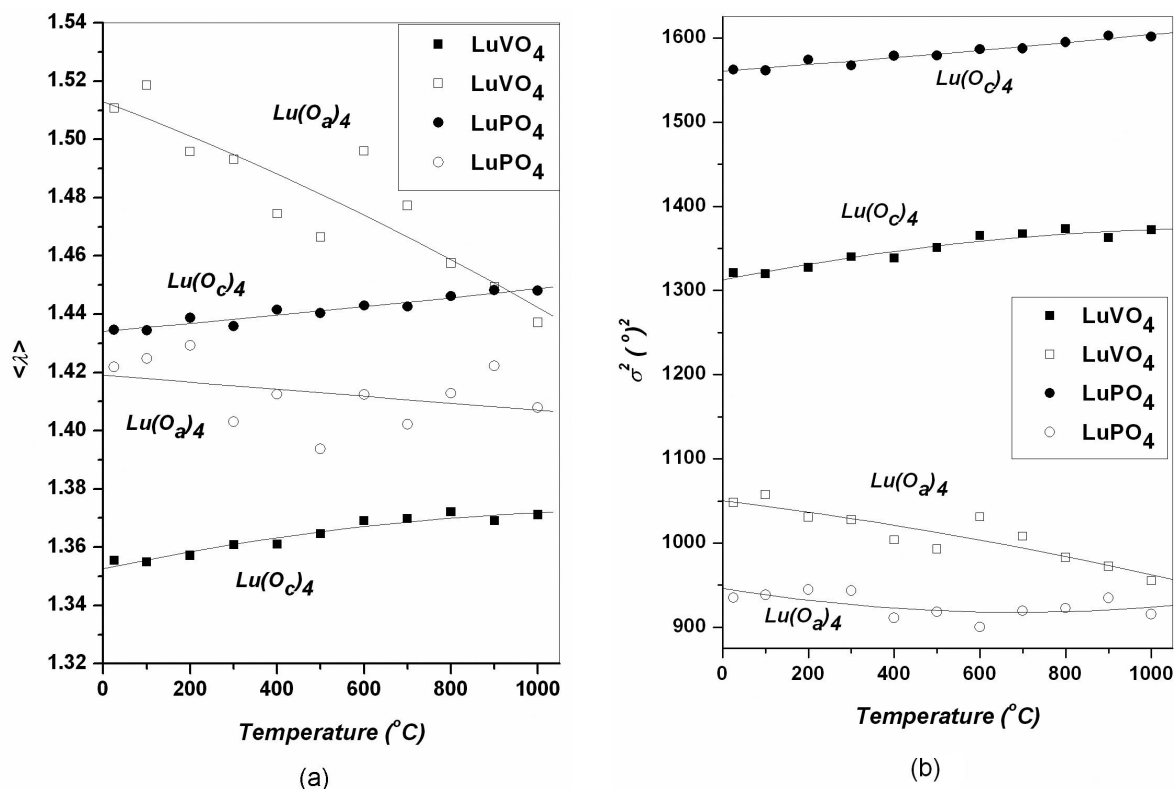 1.54
1.52
1.50
1.48
1.46
1.44
1.42
1.40
1.38
1.36
1.34
1.32
<λ>
0 200 400 600 800 1000
Temperature (°C)
LuVO4
LuVO4
LuPO4
LuPO4
Lu(Oa)4
Lu(Oc)4
Lu(Oa)4
Lu(Oc)4
(a)
1600
1500
1400
1300
1200
1100
1000
900
σ² (°)²
0 200 400 600 800 1000
Temperature (°C)
Lu(Oc)4
Lu(Oc)4
LuVO4
LuVO4
LuPO4
LuPO4
Lu(Oa)4
Lu(Oa)4
(b)